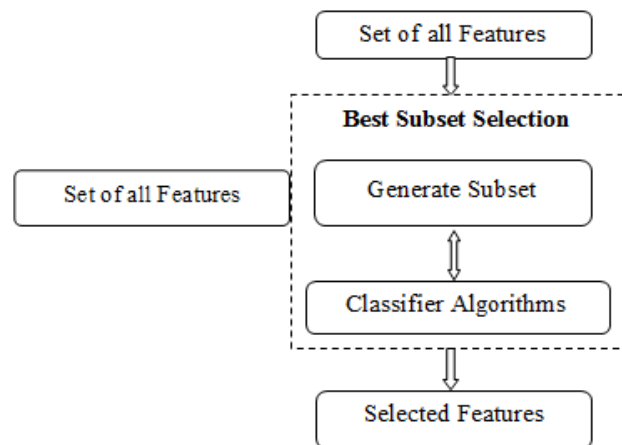 Set of all Features
Best Subset Selection
Set of all Features
Generate Subset
Classifier Algorithms
Selected Features